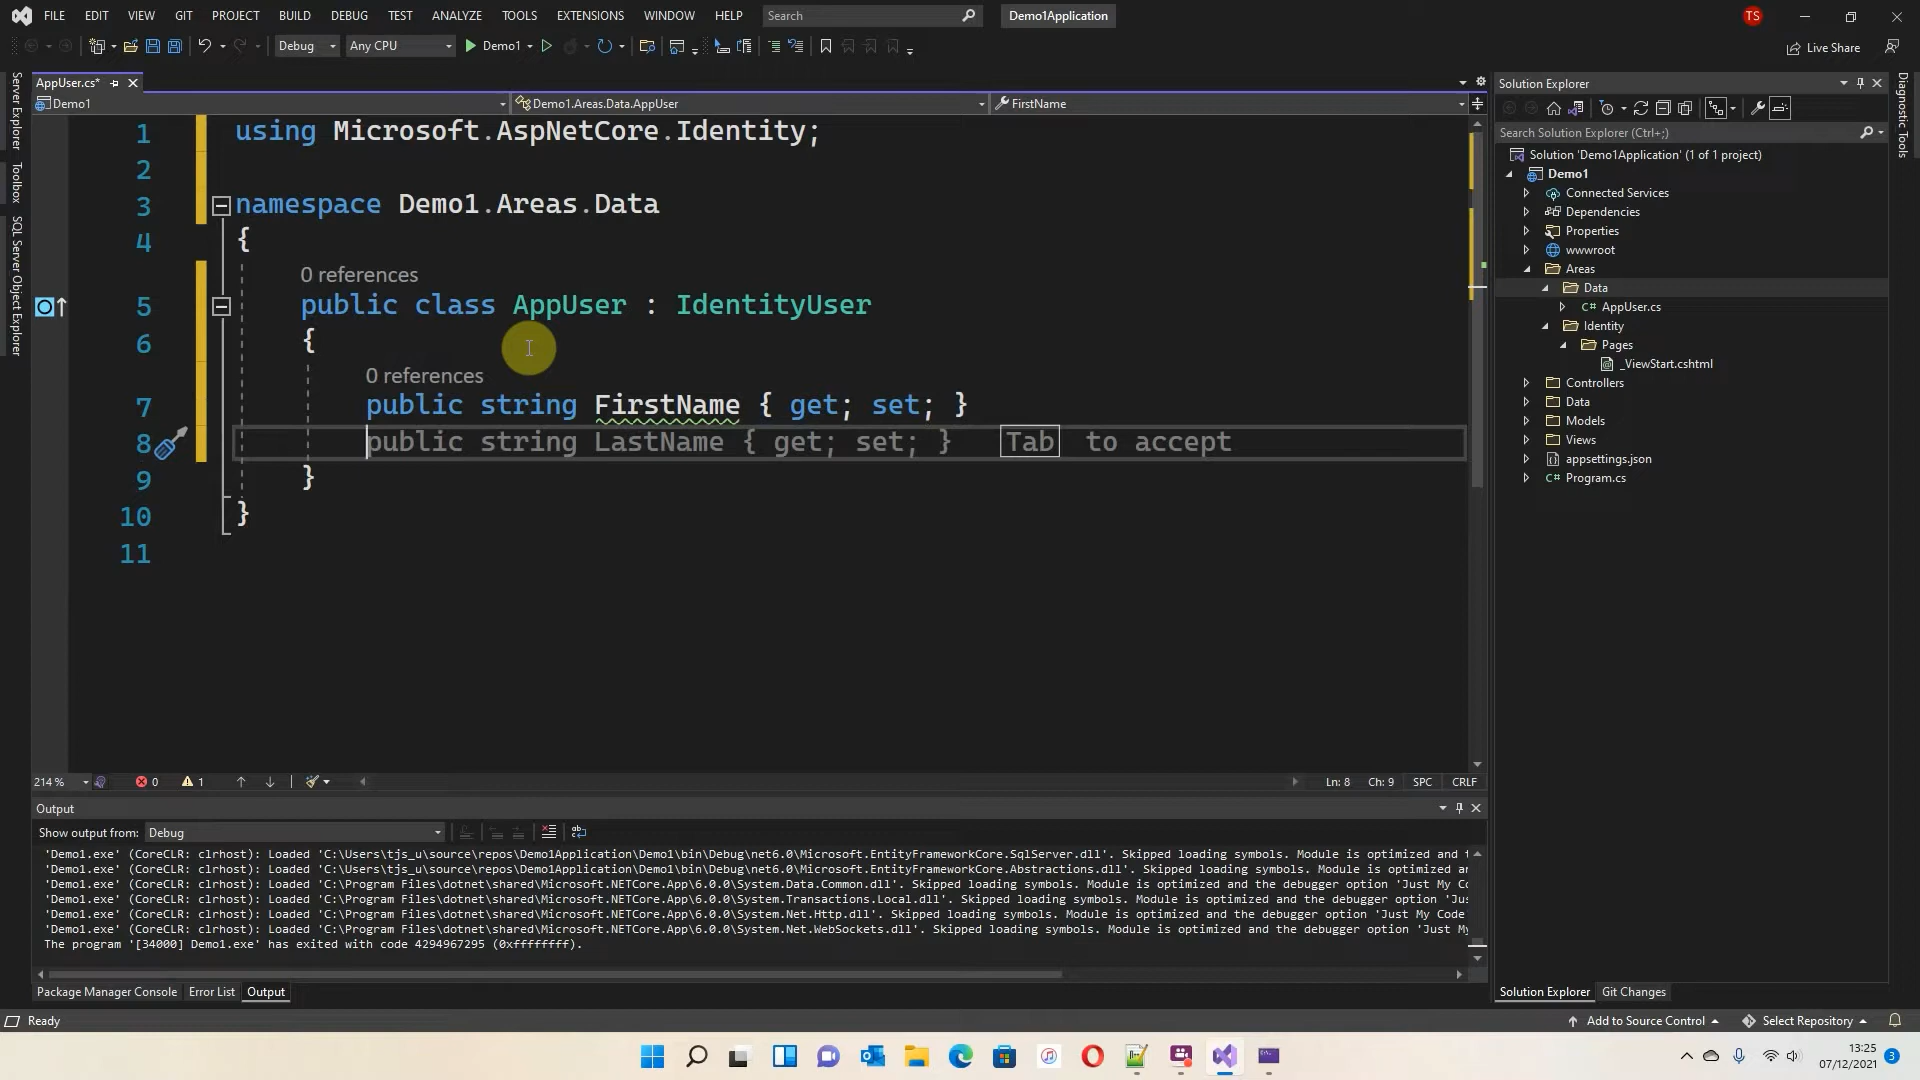 FILE EDIT VIEW GIT PROJECT BUILD DEBUG TEST ANALYZE TOOLS EXTENSIONS WINDOW HELP Search Demo1Application TS
Debug Any CPU Demo1 Live Share
Server Explorer
Toolbox
SQL Server Object Explorer
AppUser.cs*
Demo1 Demo1.Areas.Data.AppUser FirstName
1 using Microsoft.AspNetCore.Identity;
2
3 namespace Demo1.Areas.Data
4 {
0 references
5 public class AppUser : IdentityUser
6 {
0 references
7 public string FirstName { get; set; }
8 public string LastName { get; set; } Tab to accept
9 }
10 }
11
214 % 0 1 Ln: 8 Ch: 9 SPC CRLF
Output
Show output from: Debug
'Demo1.exe' (CoreCLR: clrhost): Loaded 'C:\Users\tjs_u\source\repos\Demo1Application\Demo1\bin\Debug\net6.0\Microsoft.EntityFrameworkCore.SqlServer.dll'. Skipped loading symbols. Module is optimized and t
'Demo1.exe' (CoreCLR: clrhost): Loaded 'C:\Users\tjs_u\source\repos\Demo1Application\Demo1\bin\Debug\net6.0\Microsoft.EntityFrameworkCore.Abstractions.dll'. Skipped loading symbols. Module is optimized an
'Demo1.exe' (CoreCLR: clrhost): Loaded 'C:\Program Files\dotnet\shared\Microsoft.NETCore.App\6.0.0\System.Data.Common.dll'. Skipped loading symbols. Module is optimized and the debugger option 'Just My Co
'Demo1.exe' (CoreCLR: clrhost): Loaded 'C:\Program Files\dotnet\shared\Microsoft.NETCore.App\6.0.0\System.Transactions.Local.dll'. Skipped loading symbols. Module is optimized and the debugger option 'Jus
'Demo1.exe' (CoreCLR: clrhost): Loaded 'C:\Program Files\dotnet\shared\Microsoft.NETCore.App\6.0.0\System.Net.Http.dll'. Skipped loading symbols. Module is optimized and the debugger option 'Just My Code
'Demo1.exe' (CoreCLR: clrhost): Loaded 'C:\Program Files\dotnet\shared\Microsoft.NETCore.App\6.0.0\System.Net.WebSockets.dll'. Skipped loading symbols. Module is optimized and the debugger option 'Just My
The program '[34000] Demo1.exe' has exited with code 4294967295 (0xffffffff).
Package Manager Console Error List Output
Solution Explorer
Search Solution Explorer (Ctrl+;)
Solution 'Demo1Application' (1 of 1 project)
Demo1
Connected Services
Dependencies
Properties
wwwroot
Areas
Data
C# AppUser.cs
Identity
Pages
_ViewStart.cshtml
Controllers
Data
Models
Views
appsettings.json
C# Program.cs
Solution Explorer Git Changes
Diagnostic Tools
Ready Add to Source Control Select Repository
13:25
07/12/2021 3